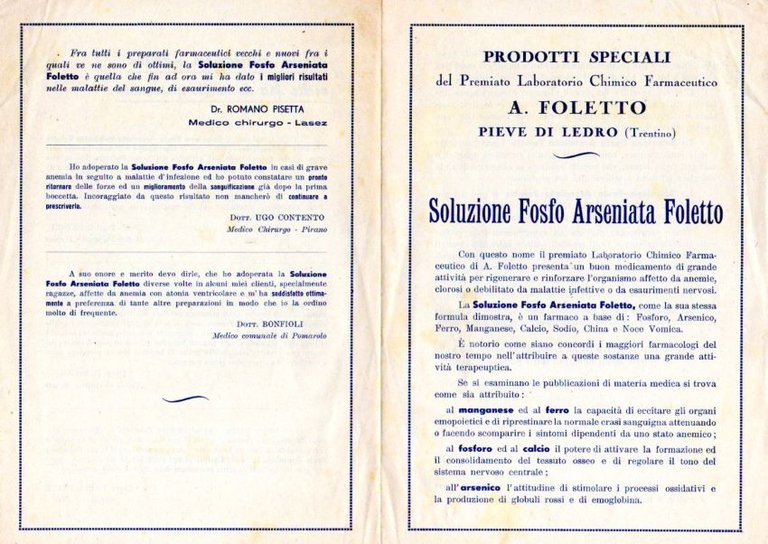 Fra tutti i preparati farmaceutici vecchi e nuovi fra i
quali ve ne sono di ottimi, la Soluzione Fosfo Arseniata
Foletto è quella che fin ad ora mi ha dato i migliori risultati
nelle malattie del sangue, di esaurimento ecc.
Dr. ROMANO PISETTA
Medico chirurgo - Lasez
Ho adoperato la Soluzione Fosfo Arseniata Foletto in casi di grave
anemia in seguito a malattie d'infezione ed ho potuto constatare un pronto
ritornare delle forze ed un miglioramento della sanguificazione già dopo la prima
boccetta. Incoraggiato da questo risultato non mancherò di continuare a
prescriverlo.
DOTT. UGO CONTENTO
Medico Chirurgo - Pirano
A suo onore e merito devo dirle, che ho adoperata la Soluzione
Fosfo Arseniata Foletto diverse volte in alcuni miei clienti, specialmente
ragazze, affette da anemia con atonia ventricolare e m'ha soddisfatto ottima-
mente a preferenza di tante altre preparazioni in modo che io la ordino
molto di frequente.
DOTT. BONFIOLI
Medico comunale di Pomarolo
PRODOTTI SPECIALI
del Premiato Laboratorio Chimico Farmaceutico
A. FOLETTO
PIEVE DI LEDRO (Trentino)
Soluzione Fosfo Arseniata Foletto
Con questo nome il premiato Laboratorio Chimico Farma-
ceutico di A. Foletto presenta un buon medicamento di grande
attività per rigenerare e rinforzare l'organismo affetto da anemie,
clorosi o debilitato da malattie infettive o da esaurimenti nervosi.
La Soluzione Fosfo Arseniata Foletto, come la sua stessa
formula dimostra, è un farmaco a base di: Fosforo, Arsenico,
Ferro, Manganese, Calcio, Sodio, China e Noce Vomica.
È notorio come siano concordi i maggiori farmacologi del
nostro tempo nell'attribuire a queste sostanze una grande atti-
vità terapeutica.
Se si esaminano le pubblicazioni di materia medica si trova
come sia attribuito:
al manganese ed al ferro la capacità di eccitare gli organi
emopoietici e di ripristinare la normale crasi sanguigna attenuando
o facendo scomparire i sintomi dipendenti da uno stato anemico;
al fosforo ed al calcio il potere di attivare la formazione ed
il consolidamento del tessuto osseo e di regolare il tono del
sistema nervoso centrale;
all'arsenico l'attitudine di stimolare i processi ossidativi e
la produzione di globuli rossi e di emoglobina.